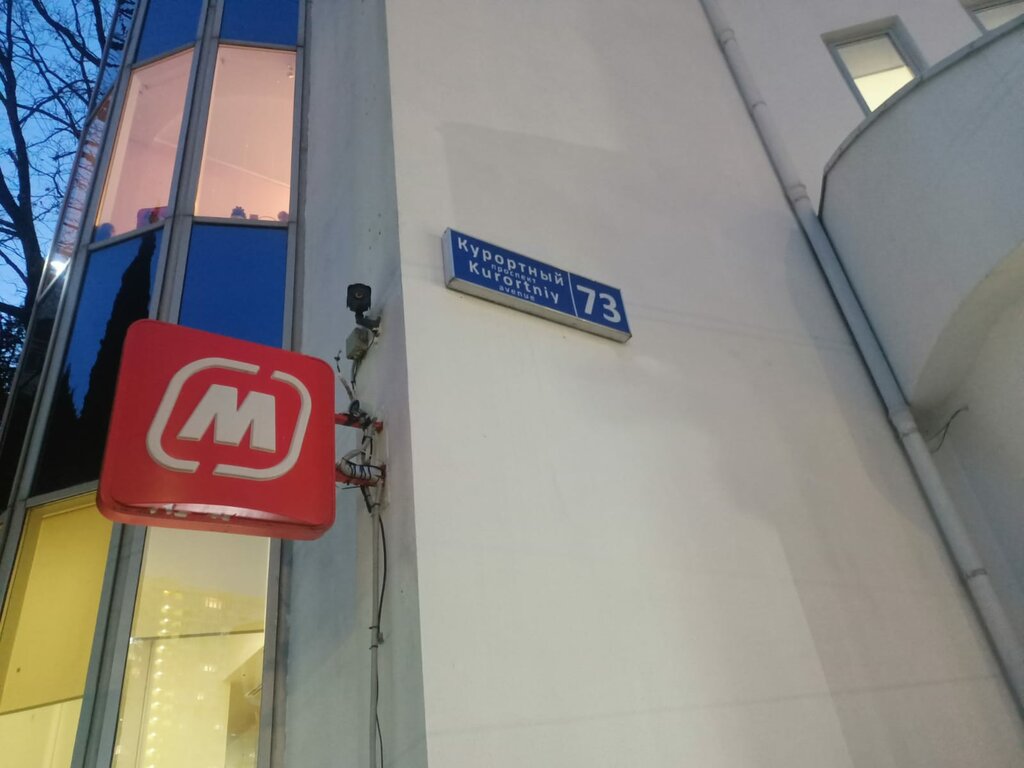 Курортный
проспект
Kurortniy
avenue
73
М